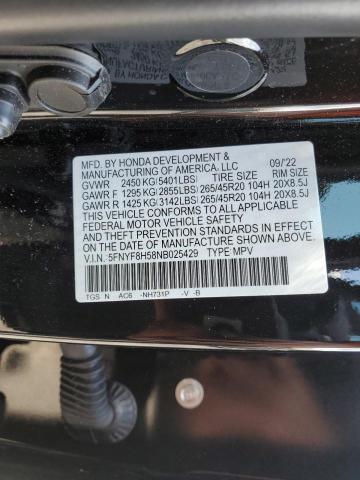 MFD. BY HONDA DEVELOPMENT &
MANUFACTURING OF AMERICA, LLC 09/'22
GVWR 2450 KG(5401LBS) TIRE SIZE RIM SIZE
GAWR F 1295 KG(2855LBS) 265/45R20 104H 20X8.5J
GAWR R 1425 KG(3142LBS) 265/45R20 104H 20X8.5J
THIS VEHICLE CONFORMS TO ALL APPLICABLE
FEDERAL MOTOR VEHICLE SAFETY
STANDARDS IN EFFECT ON THE
DATE OF MANUFACTURE SHOWN ABOVE.
V.I.N. 5FNYF8H58NB025429 TYPE MPV
TGS N AC6 -NH731P -V -B